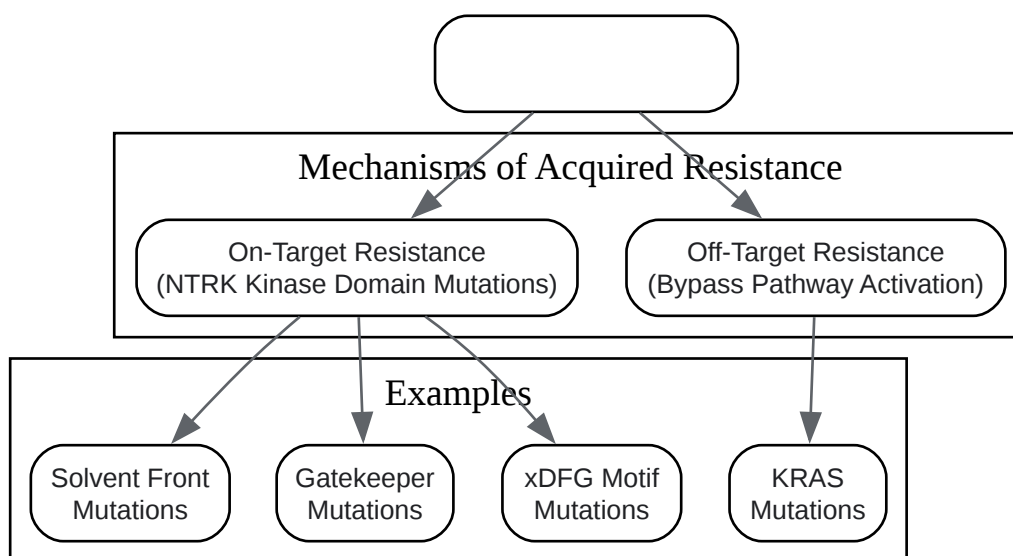 Mechanisms of Acquired Resistance
On-Target Resistance
(NTRK Kinase Domain Mutations)
Off-Target Resistance
(Bypass Pathway Activation)
Examples
Solvent Front
Mutations
Gatekeeper
Mutations
xDFG Motif
Mutations
KRAS
Mutations